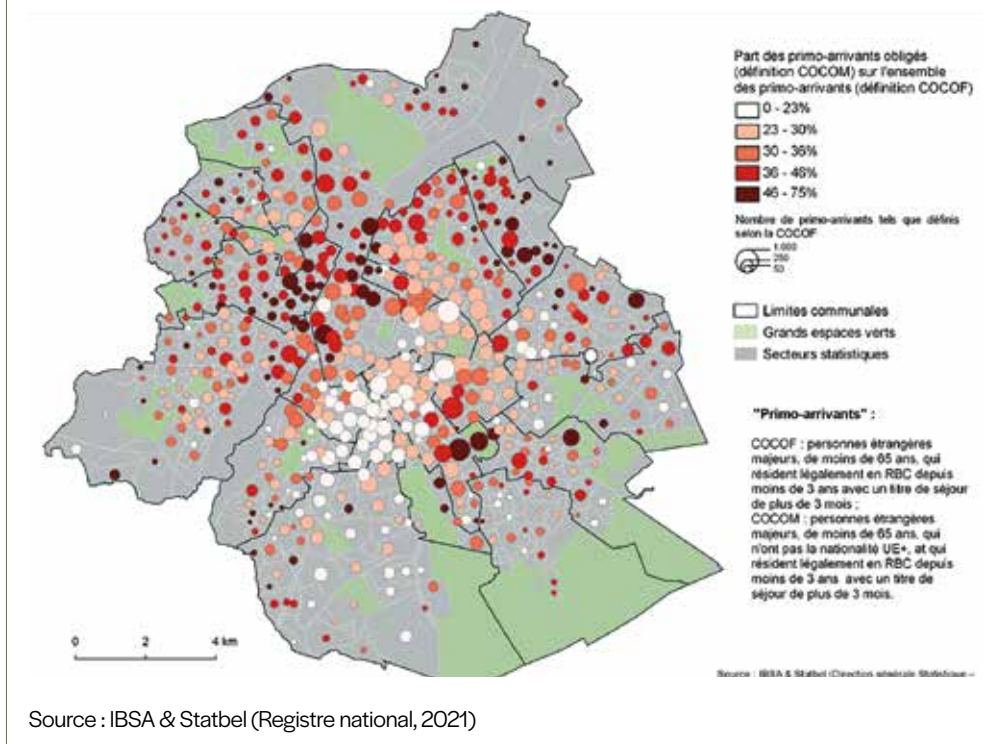 Part des primo-arrivants obligés
(définition COCOM) sur l'ensemble
des primo-arrivants (définition COCOF)
0 - 23%
23 - 30%
30 - 36%
36 - 46%
46 - 75%
Nombre de primo-arrivants tels que définis
selon la COCOF
1.000
250
50
Limites communales
Grands espaces verts
Secteurs statistiques
"Primo-arrivants" :
COCOF : personnes étrangères
majeurs, de moins de 65 ans, qui
résident légalement en RBC depuis
moins de 3 ans avec un titre de séjour
de plus de 3 mois ;
COCOM : personnes étrangères
majeurs, de moins de 65 ans, qui
n'ont pas la nationalité UE+, at qui
résident légalement en RBC depuis
moins de 3 ans avec un titre de
séjour de plus de 3 mois.
0 2 4 km
Source : IBSA & Statbel (Direction générale Statistique –
Source : IBSA & Statbel (Registre national, 2021)